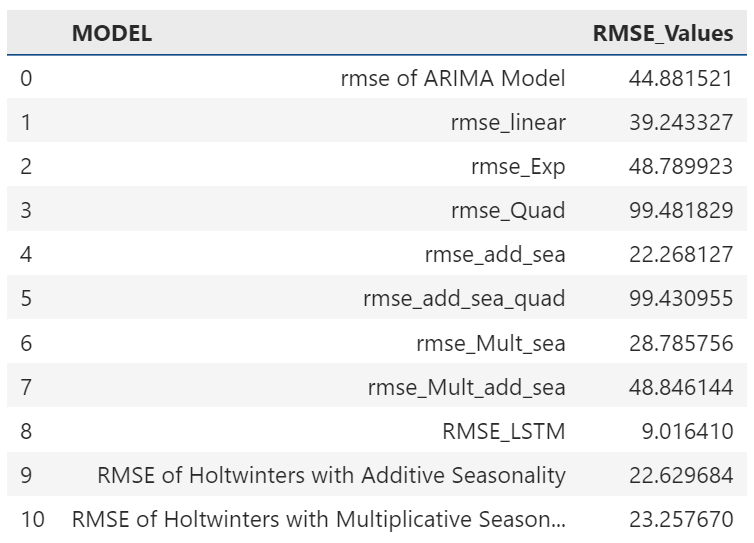 MODEL RMSE_Values
0 rmse of ARIMA Model 44.881521
1 rmse_linear 39.243327
2 rmse_Exp 48.789923
3 rmse_Quad 99.481829
4 rmse_add_sea 22.268127
5 rmse_add_sea_quad 99.430955
6 rmse_Mult_sea 28.785756
7 rmse_Mult_add_sea 48.846144
8 RMSE_LSTM 9.016410
9 RMSE of Holtwinters with Additive Seasonality 22.629684
10 RMSE of Holtwinters with Multiplicative Season... 23.257670